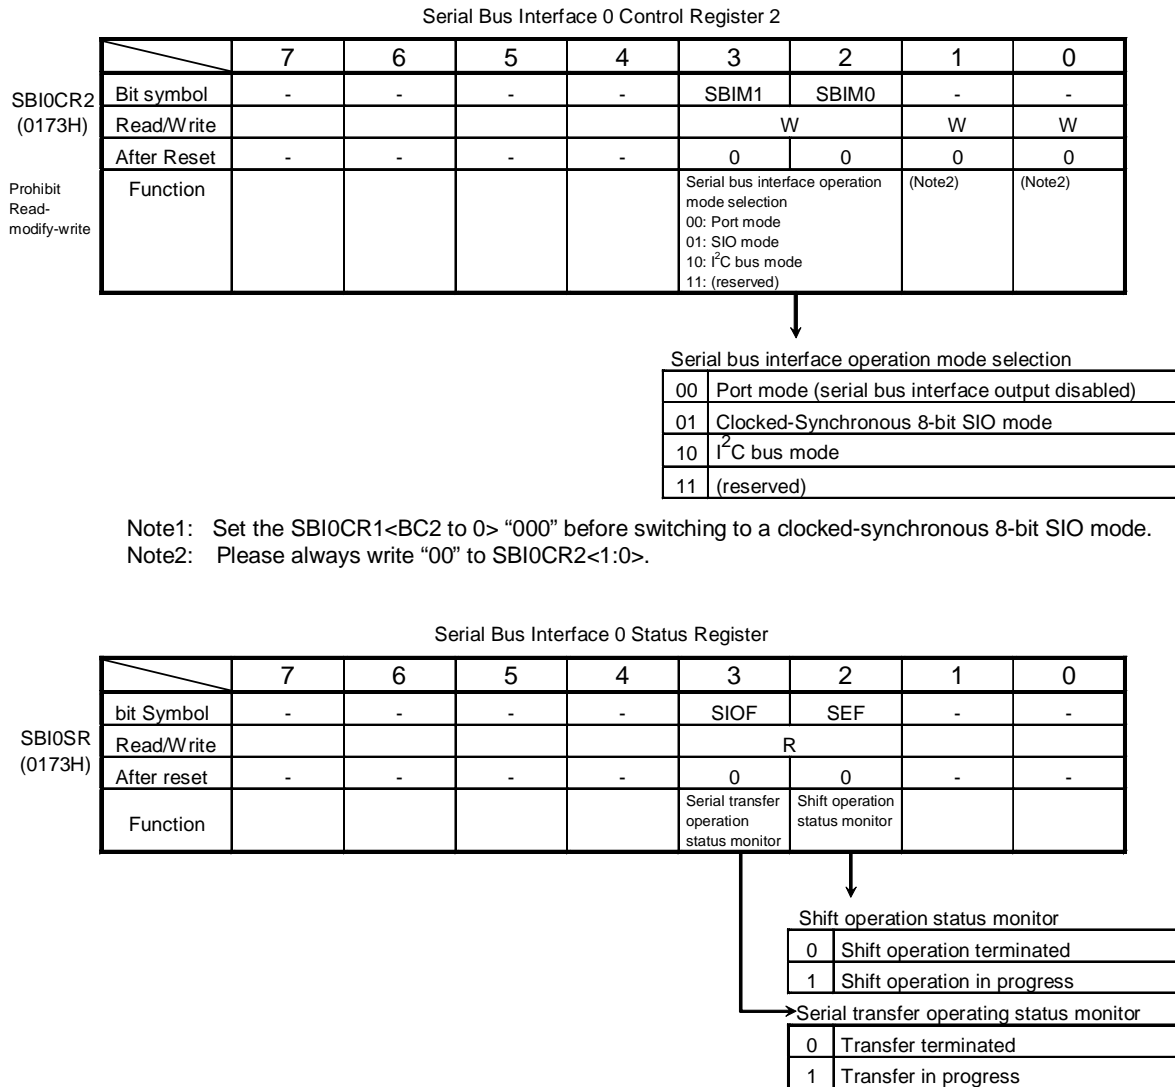 Serial Bus Interface 0 Control Register 2
7 6 5 4 3 2 1 0
SBI0CR2
(0173H)
Prohibit
Read-
modify-write
Bit symbol - - - - SBIM1 SBIM0 - -
Read/Write W W W
After Reset - - - - 0 0 0 0
Function
Serial bus interface operation
mode selection
00: Port mode
01: SIO mode
10: I2C bus mode
11: (reserved)
(Note2) (Note2)
Serial bus interface operation mode selection
00 Port mode (serial bus interface output disabled)
01 Clocked-Synchronous 8-bit SIO mode
10 I2C bus mode
11 (reserved)
Note1: Set the SBI0CR1<BC2 to 0> “000” before switching to a clocked-synchronous 8-bit SIO mode.
Note2: Please always write “00” to SBI0CR2<1:0>.
Serial Bus Interface 0 Status Register
7 6 5 4 3 2 1 0
SBI0SR
(0173H)
bit Symbol - - - - SIOF SEF - -
Read/Write R
After reset - - - - 0 0 - -
Function
Serial transfer
operation
status monitor
Shift operation
status monitor
Shift operation status monitor
0 Shift operation terminated
1 Shift operation in progress
Serial transfer operating status monitor
0 Transfer terminated
1 Transfer in progress